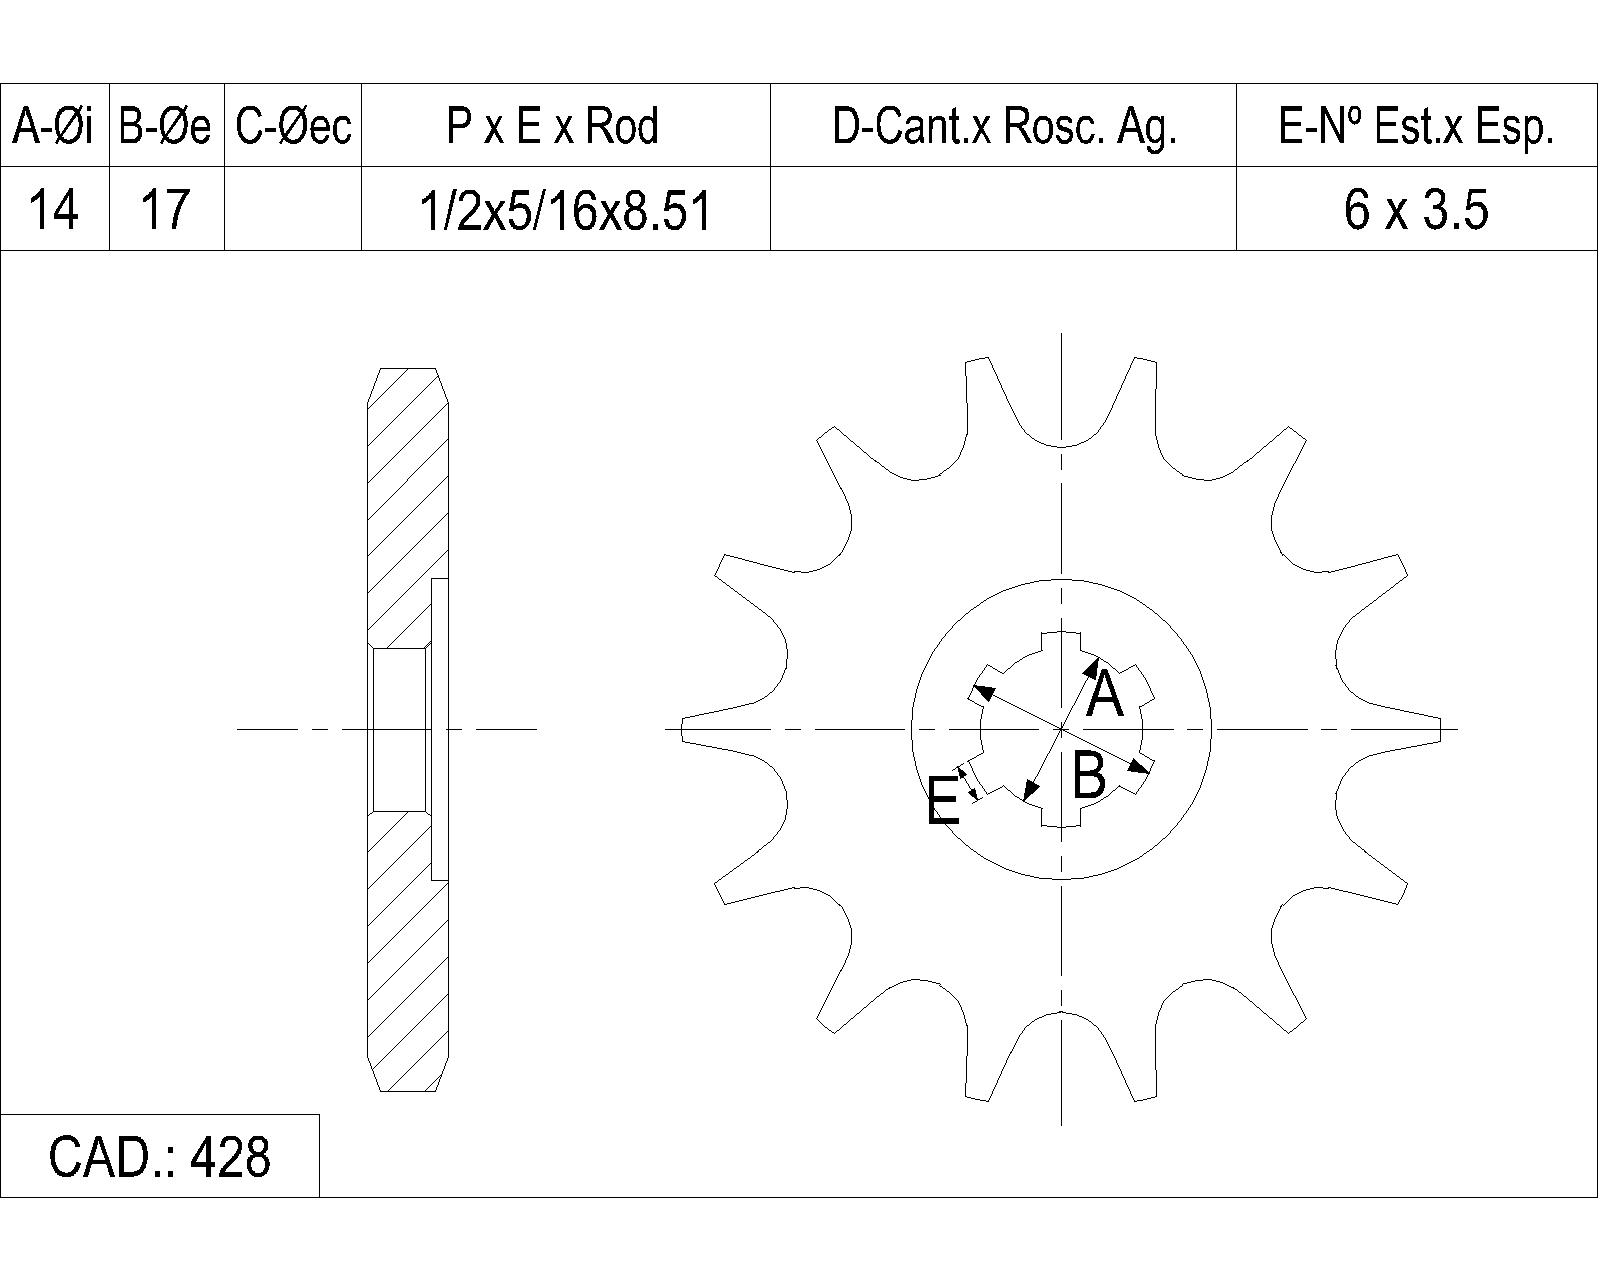 A-Øi B-Øe C-Øec P x E x Rod D-Cant.x Rosc. Ag. E-Nº Est.x Esp.
14 17 1/2x5/16x8.51 6 x 3.5
A
B
E
CAD.: 428